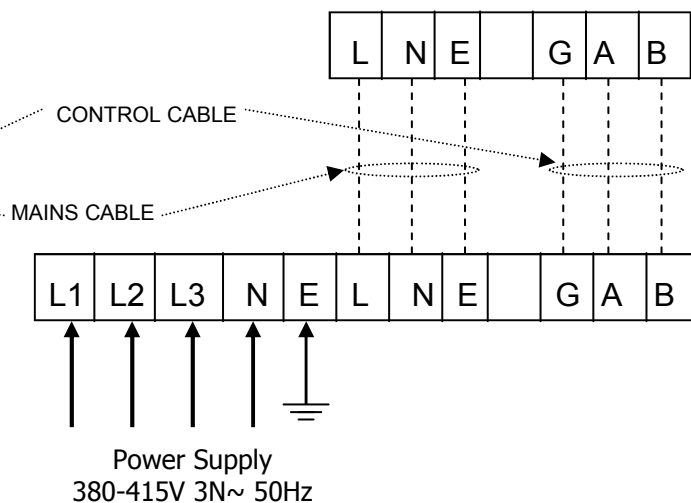 L N E G A B
CONTROL CABLE
MAINS CABLE
L1 L2 L3 N E L N E G A B
Power Supply
380-415V 3N~ 50Hz